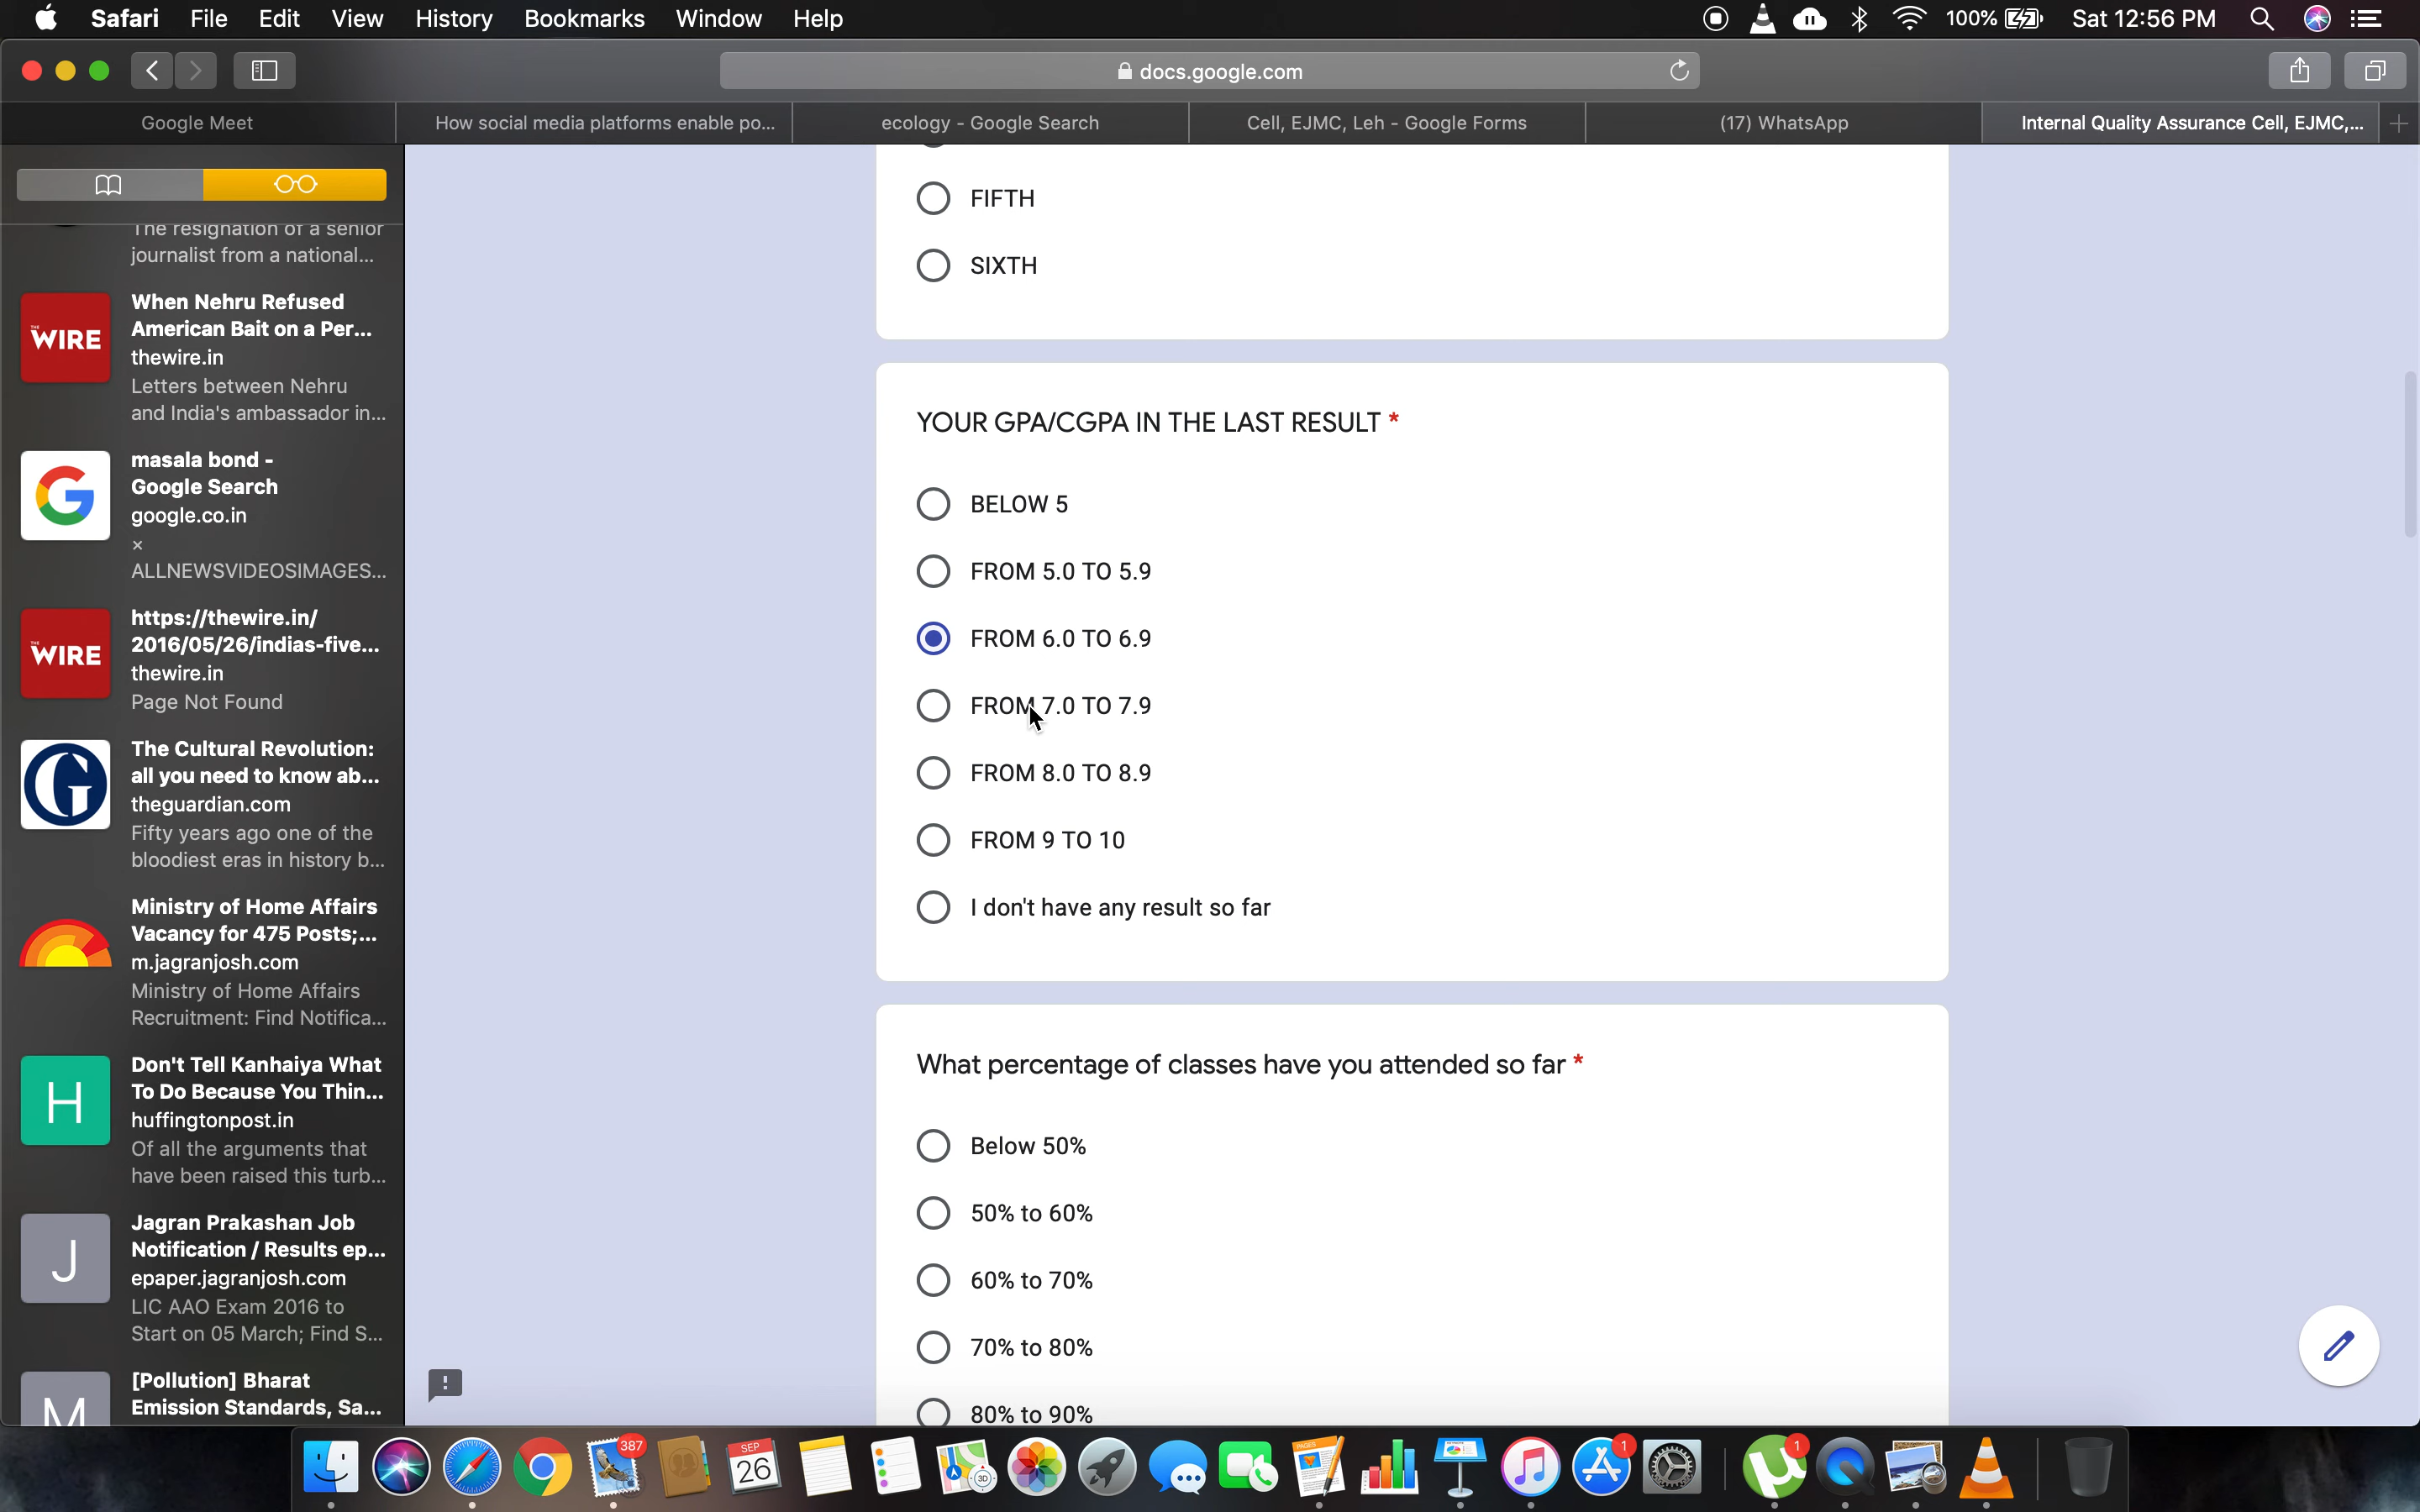 Safari File Edit View History Bookmarks Window Help 100% Sat 12:56 PM
docs.google.com
Google Meet How social media platforms enable po... ecology - Google Search Cell, EJMC, Leh - Google Forms (17) WhatsApp Internal Quality Assurance Cell, EJMC,...
The resignation of a senior
journalist from a national...
THE WIRE
When Nehru Refused
American Bait on a Per...
thewire.in
Letters between Nehru
and India's ambassador in...
G
masala bond -
Google Search
google.co.in
×
ALLNEWSVIDEOSIMAGES...
THE WIRE
https://thewire.in/
2016/05/26/indias-five...
thewire.in
Page Not Found
G
The Cultural Revolution:
all you need to know ab...
theguardian.com
Fifty years ago one of the
bloodiest eras in history b...
Ministry of Home Affairs
Vacancy for 475 Posts;...
m.jagranjosh.com
Ministry of Home Affairs
Recruitment: Find Notifica...
H
Don't Tell Kanhaiya What
To Do Because You Thin...
huffingtonpost.in
Of all the arguments that
have been raised this turb...
J
Jagran Prakashan Job
Notification / Results ep...
epaper.jagranjosh.com
LIC AAO Exam 2016 to
Start on 05 March; Find S...
M
[Pollution] Bharat
Emission Standards, Sa...
FIFTH
SIXTH
YOUR GPA/CGPA IN THE LAST RESULT *
BELOW 5
FROM 5.0 TO 5.9
FROM 6.0 TO 6.9
FROM 7.0 TO 7.9
FROM 8.0 TO 8.9
FROM 9 TO 10
I don't have any result so far
What percentage of classes have you attended so far *
Below 50%
50% to 60%
60% to 70%
70% to 80%
80% to 90%
387 SEP 26 3D PAGES 1 1